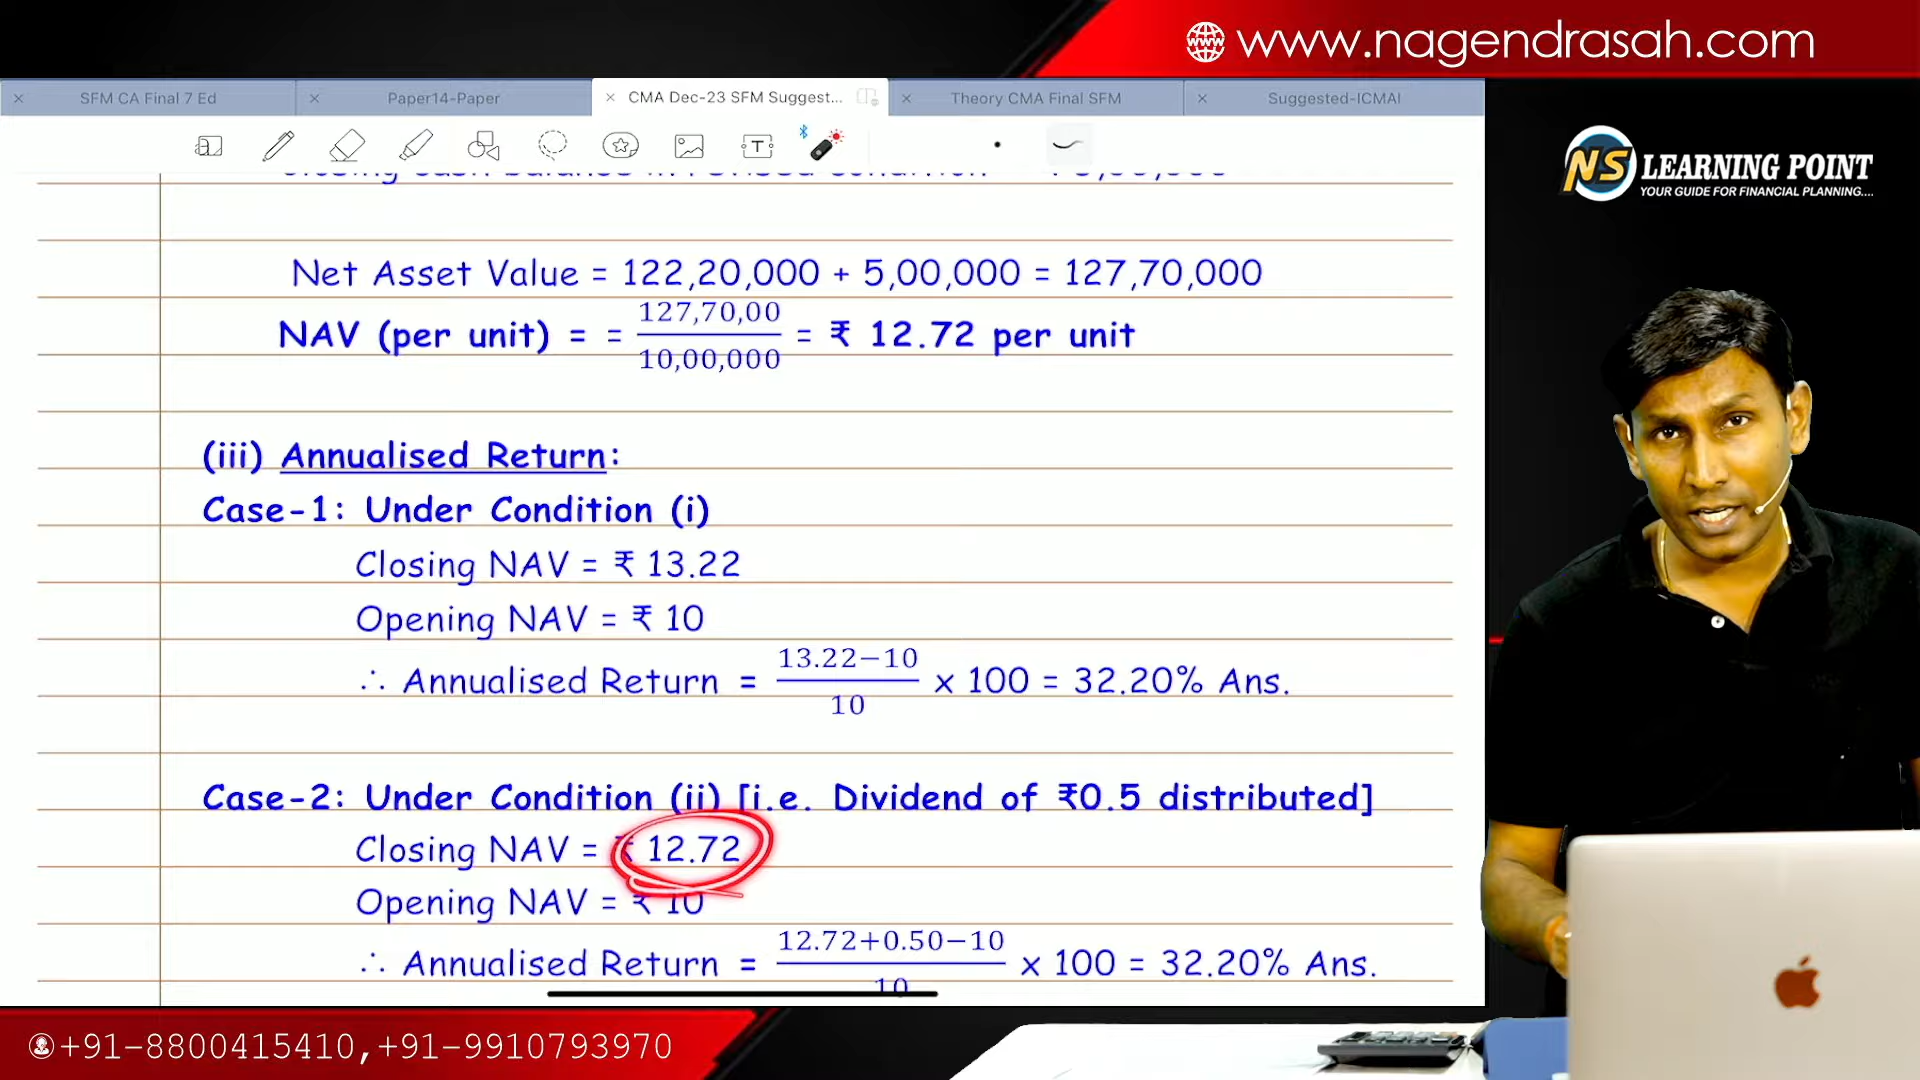 www.nagendrasah.com
SFM CA Final 7 Ed
Paper14-Paper
CMA Dec-23 SFM Suggest...
Theory CMA Final SFM
Suggested-ICMAI
NS LEARNING POINT
YOUR GUIDE FOR FINANCIAL PLANNING....
Net Asset Value = 122,20,000 + 5,00,000 = 127,70,000
NAV (per unit) = = 127,70,00 / 10,00,000 = ₹ 12.72 per unit
(iii) Annualised Return:
Case-1: Under Condition (i)
Closing NAV = ₹ 13.22
Opening NAV = ₹ 10
∴ Annualised Return = 13.22−10 / 10 x 100 = 32.20% Ans.
Case-2: Under Condition (ii) [i.e. Dividend of ₹0.5 distributed]
Closing NAV = ₹ 12.72
Opening NAV = ₹ 10
∴ Annualised Return = 12.72+0.50−10 / 10 x 100 = 32.20% Ans.
+91-8800415410,+91-9910793970